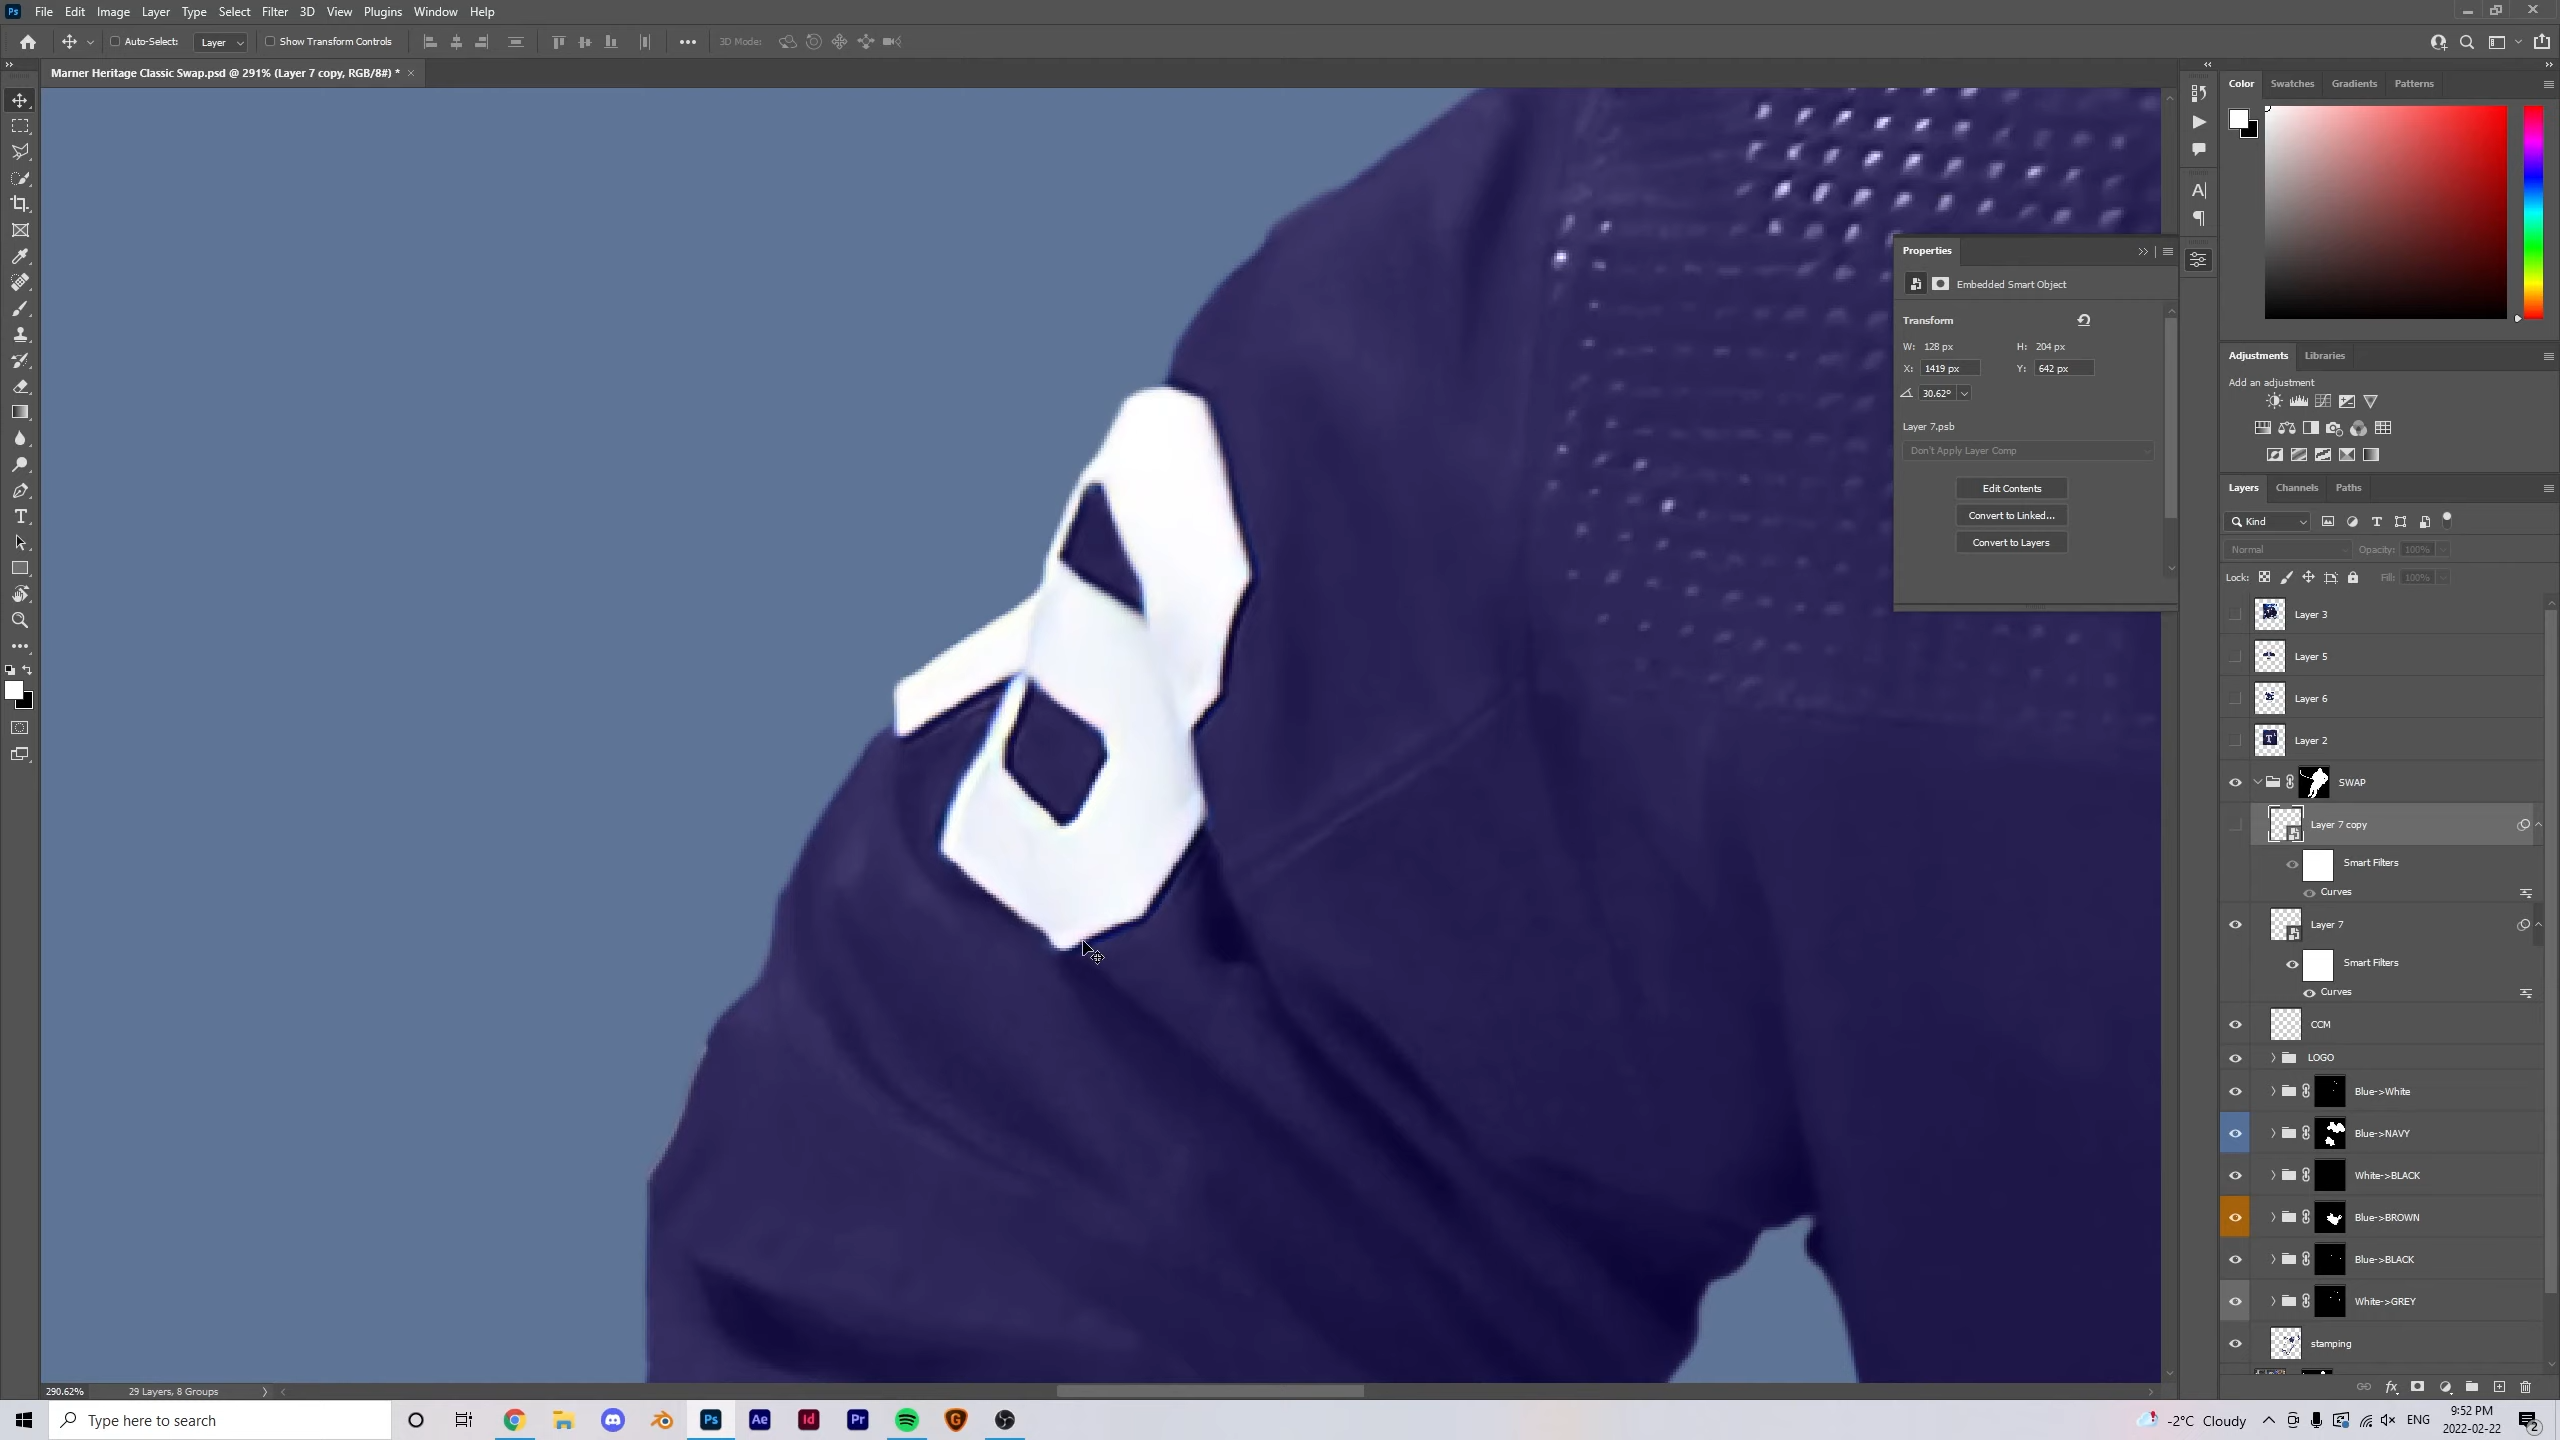 Ps File Edit Image Layer Type Select Filter 3D View Plugins Window Help
Auto-Select: Layer Show Transform Controls 3D Mode:
Marner Heritage Classic Swap.psd @ 291% (Layer 7 copy, RGB/8#) *
Color Swatches Gradients Patterns
Properties
Embedded Smart Object
Transform
W: 128 px H: 204 px
X: 1419 px Y: 642 px
30.62°
Layer 7.psb
Don't Apply Layer Comp
Edit Contents
Convert to Linked...
Convert to Layers
Adjustments Libraries
Add an adjustment
Layers Channels Paths
Kind
Normal Opacity: 100%
Lock: Fill: 100%
Layer 3
Layer 5
Layer 6
Layer 2
SWAP
Layer 7 copy
Smart Filters
Curves
Layer 7
Smart Filters
Curves
CCM
LOGO
Blue->White
Blue->NAVY
White->BLACK
Blue->BROWN
Blue->BLACK
White->GREY
stamping
290.62% 29 Layers, 8 Groups
Type here to search
Ps Ae Id Pr
-2°C Cloudy
ENG
9:52 PM
2022-02-22
2